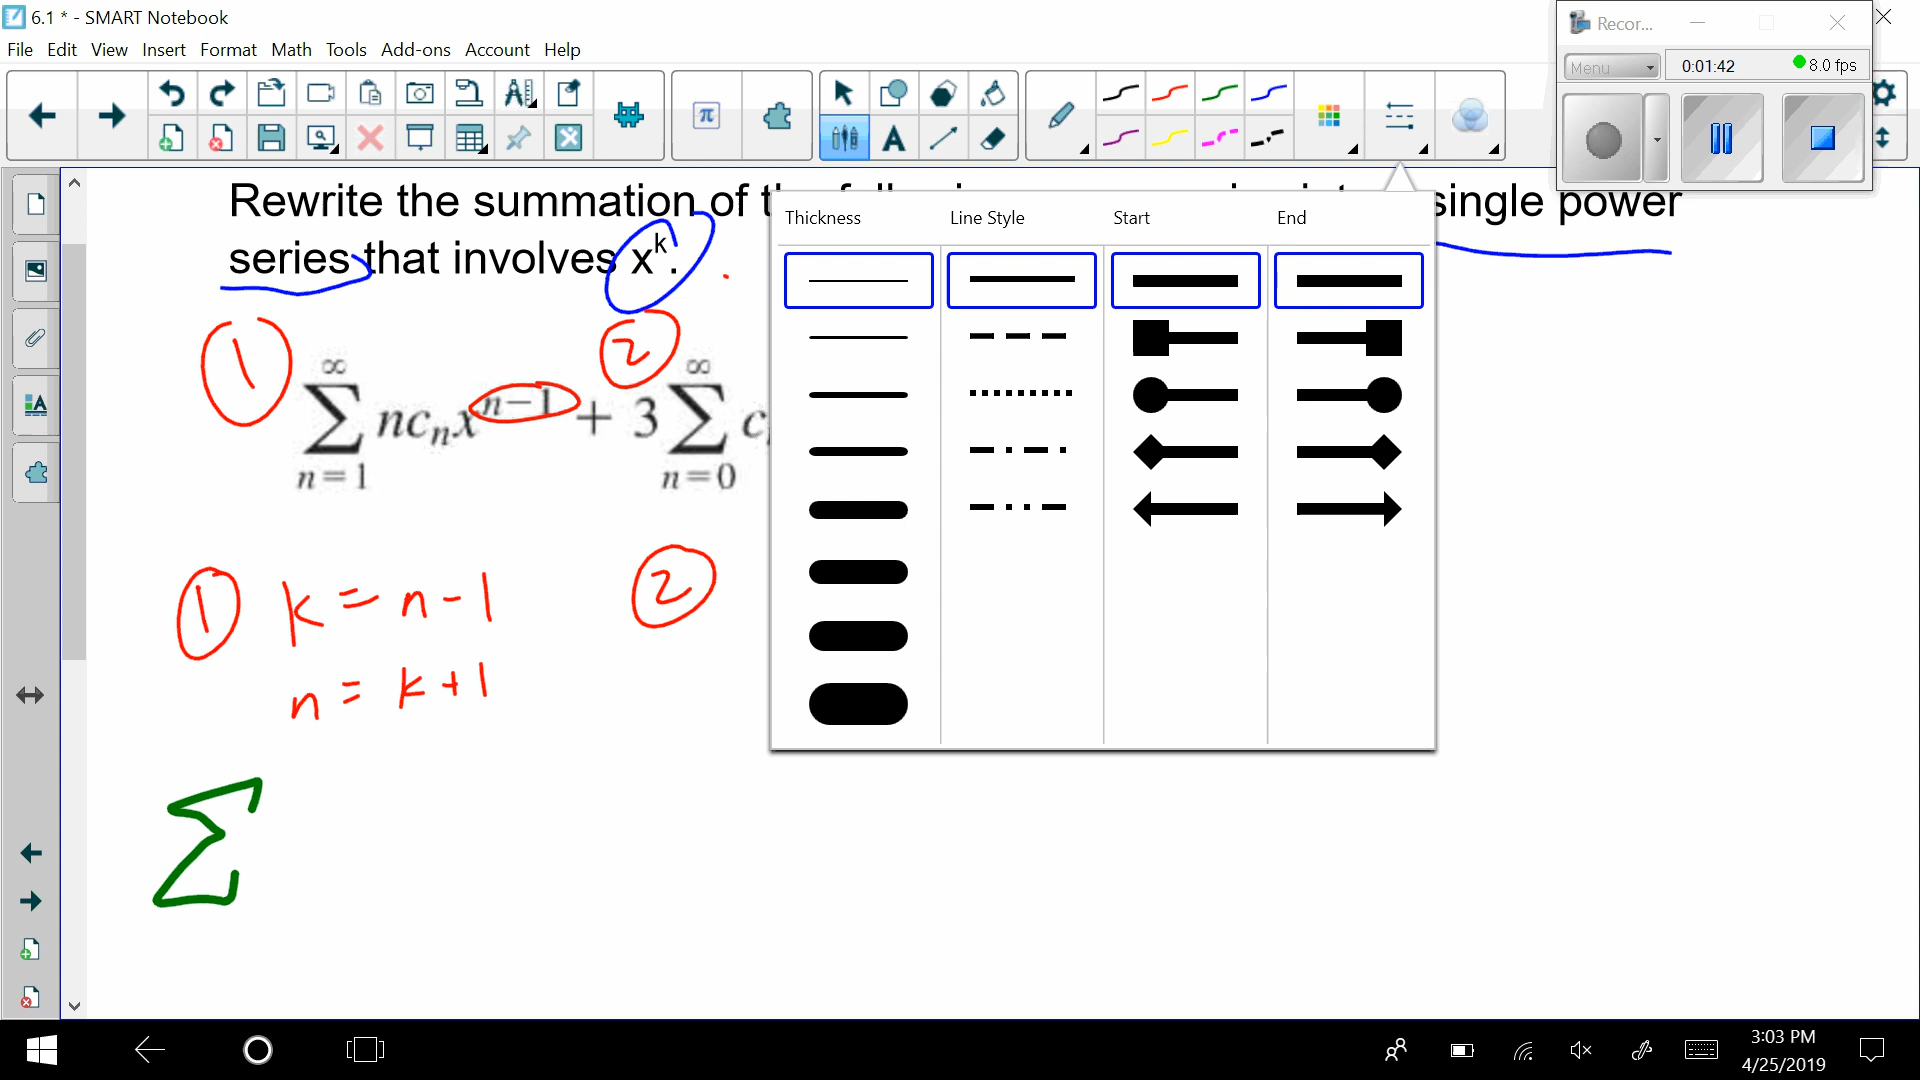 6.1 * - SMART Notebook
File Edit View Insert Format Math Tools Add-ons Account Help
Recor...
Menu 0:01:42 8.0 fps
Rewrite the summation of single power
series that involves x^k.
Thickness Line Style Start End
① ②
∑_{n=1}^{∞} nc_n x^{n-1} + 3 ∑_{n=0}^{∞} c
① k = n - 1 ②
n = k + 1
∑
3:03 PM
4/25/2019